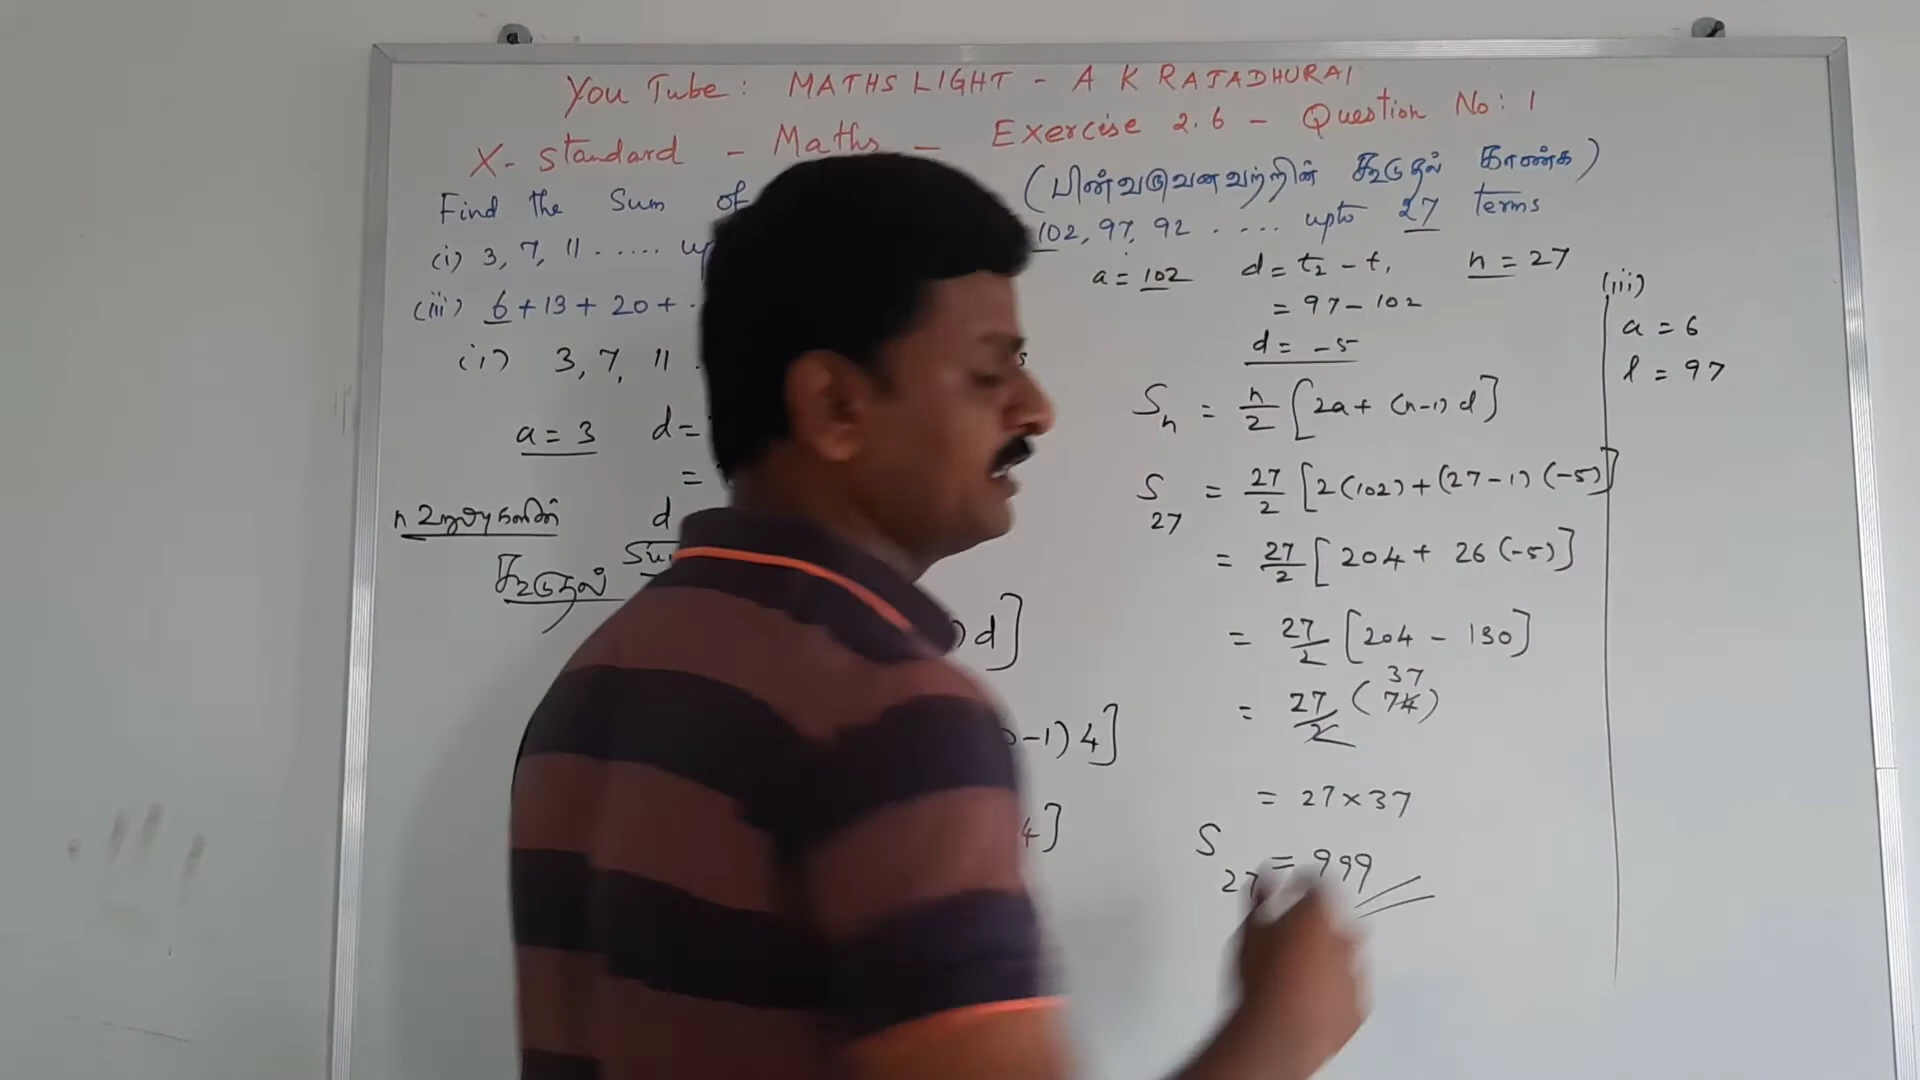 You Tube: MATHS LIGHT - A K RAJADHURAI
X- Standard - Maths - Exercise 2.6 - Question No: 1
Find the Sum of (பின்வருவனவற்றின் கூடுதல் காண்க)
(i) 3, 7, 11 ..... up
102, 97, 92 .... upto 27 terms
(iii) 6 + 13 + 20 + .
(i) 3, 7, 11 .
a = 3 d =
=
n உறுப்புகளின் d
கூடுதல்
d]
-1) 4]
4]
a = 102 d = t₂ - t₁ n = 27
= 97 - 102
d = -5
Sn = n/2 [2a + (n-1) d]
S27 = 27/2 [2(102) + (27-1) (-5)]
= 27/2 [204 + 26 (-5)]
= 27/2 [204 - 130]
37
= 27/2 (74)
= 27 x 37
S27 = 999
(iii)
a = 6
l = 97